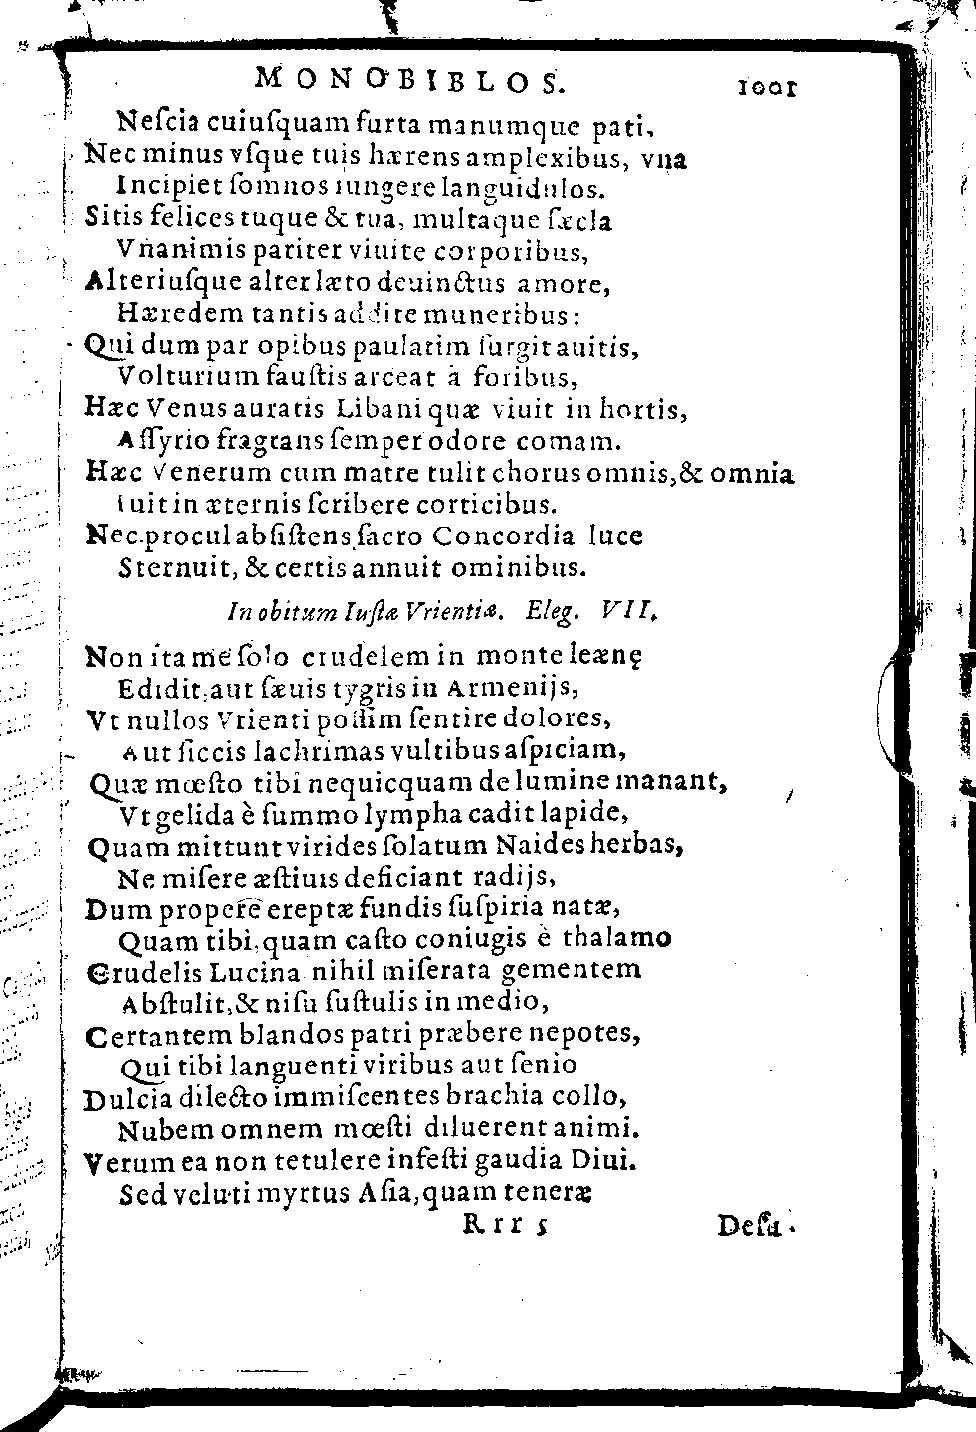 MONOBIBLOS. 1001
Neſcia cuiuſquam furta manumque pati,
Nec minus vſque tuis hærens amplexibus, vna
Incipiet ſomnos iungere languidulos.
Sitis felices tuque & tua, multaque ſæcla
Vnanimis pariter viuite corporibus,
Alteriuſque alter læto deuinctus amore,
Hæredem tantis addite muneribus:
Qui dum par opibus paulatim ſurgit auitis,
Volturium fauſtis arceat à foribus,
Hæc Venus auratis Libani quæ viuit in hortis,
Aſſyrio fragrans ſemper odore comam.
Hæc Venerum cum matre tulit chorus omnis, & omnia
iuit in æternis ſcribere corticibus.
Nec procul abſiſtens ſacro Concordia luce
Sternuit, & certis annuit ominibus.
In obitum Iuſtæ Vrientiæ. Eleg. VII.
Non ita me ſolo crudelem in monte leænę
Edidit, aut ſæuis tygris in Armenijs,
Vt nullos Vrienti poſſim ſentire dolores,
Aut ſiccis lachrimas vultibus aſpiciam,
Quæ mœſto tibi nequicquam de lumine manant,
Vt gelida è ſummo lympha cadit lapide,
Quam mittunt virides ſolatum Naides herbas,
Ne miſere æſtiuis deficiant radijs,
Dum propere ereptæ fundis ſuſpiria natæ,
Quam tibi, quam caſto coniugis è thalamo
Crudelis Lucina nihil miſerata gementem
Abſtulit, & niſu ſuſtulis in medio,
Certantem blandos patri præbere nepotes,
Qui tibi languenti viribus aut ſenio
Dulcia dilecto immiſcentes brachia collo,
Nubem omnem mœſti diluerent animi.
Verum ea non tetulere infeſti gaudia Diui.
Sed veluti myrtus Aſia, quam teneræ
Rrr 5 Deſu